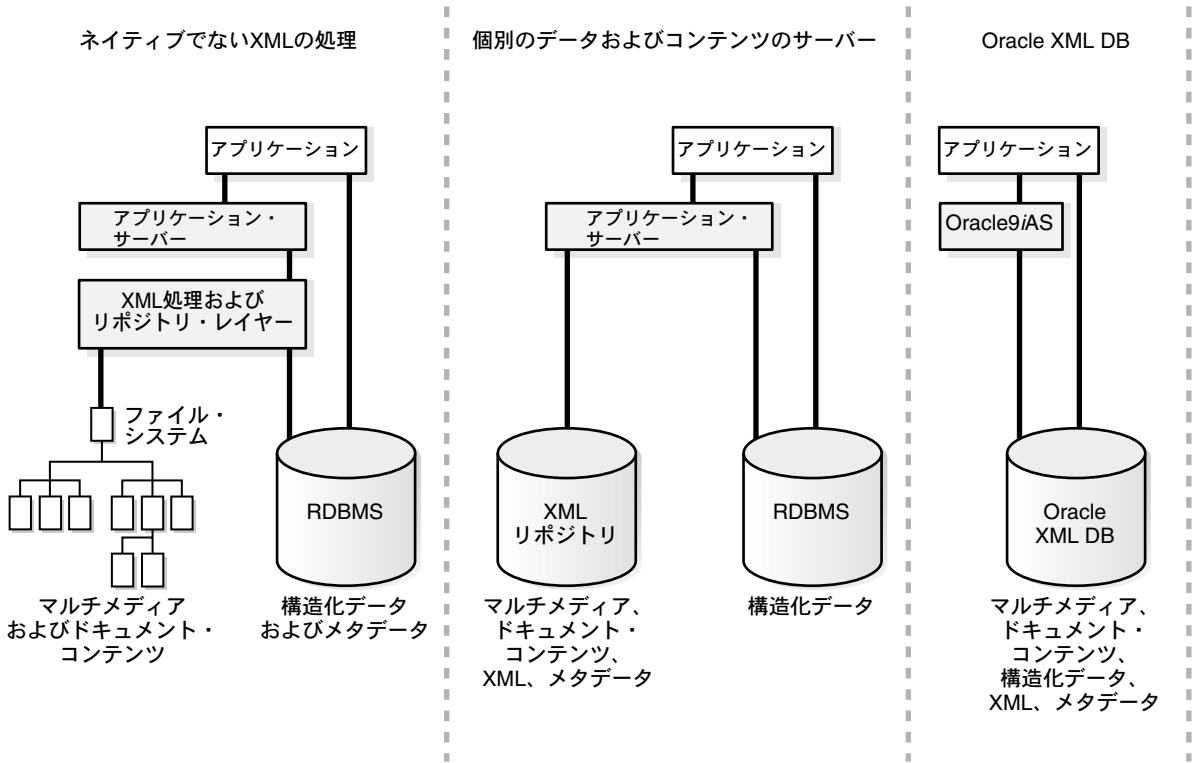 ネイティブでないXMLの処理
アプリケーション
アプリケーション・
サーバー
XML処理および
リポジトリ・レイヤー
ファイル・
システム
RDBMS
マルチメディア
およびドキュメント・
コンテンツ
構造化データ
およびメタデータ
個別のデータおよびコンテンツのサーバー
アプリケーション
アプリケーション・
サーバー
XML
リポジトリ
RDBMS
マルチメディア、
ドキュメント・
コンテンツ、
XML、メタデータ
構造化データ
Oracle XML DB
アプリケーション
Oracle9iAS
Oracle
XML DB
マルチメディア、
ドキュメント・
コンテンツ、
構造化データ、
XML、メタデータ